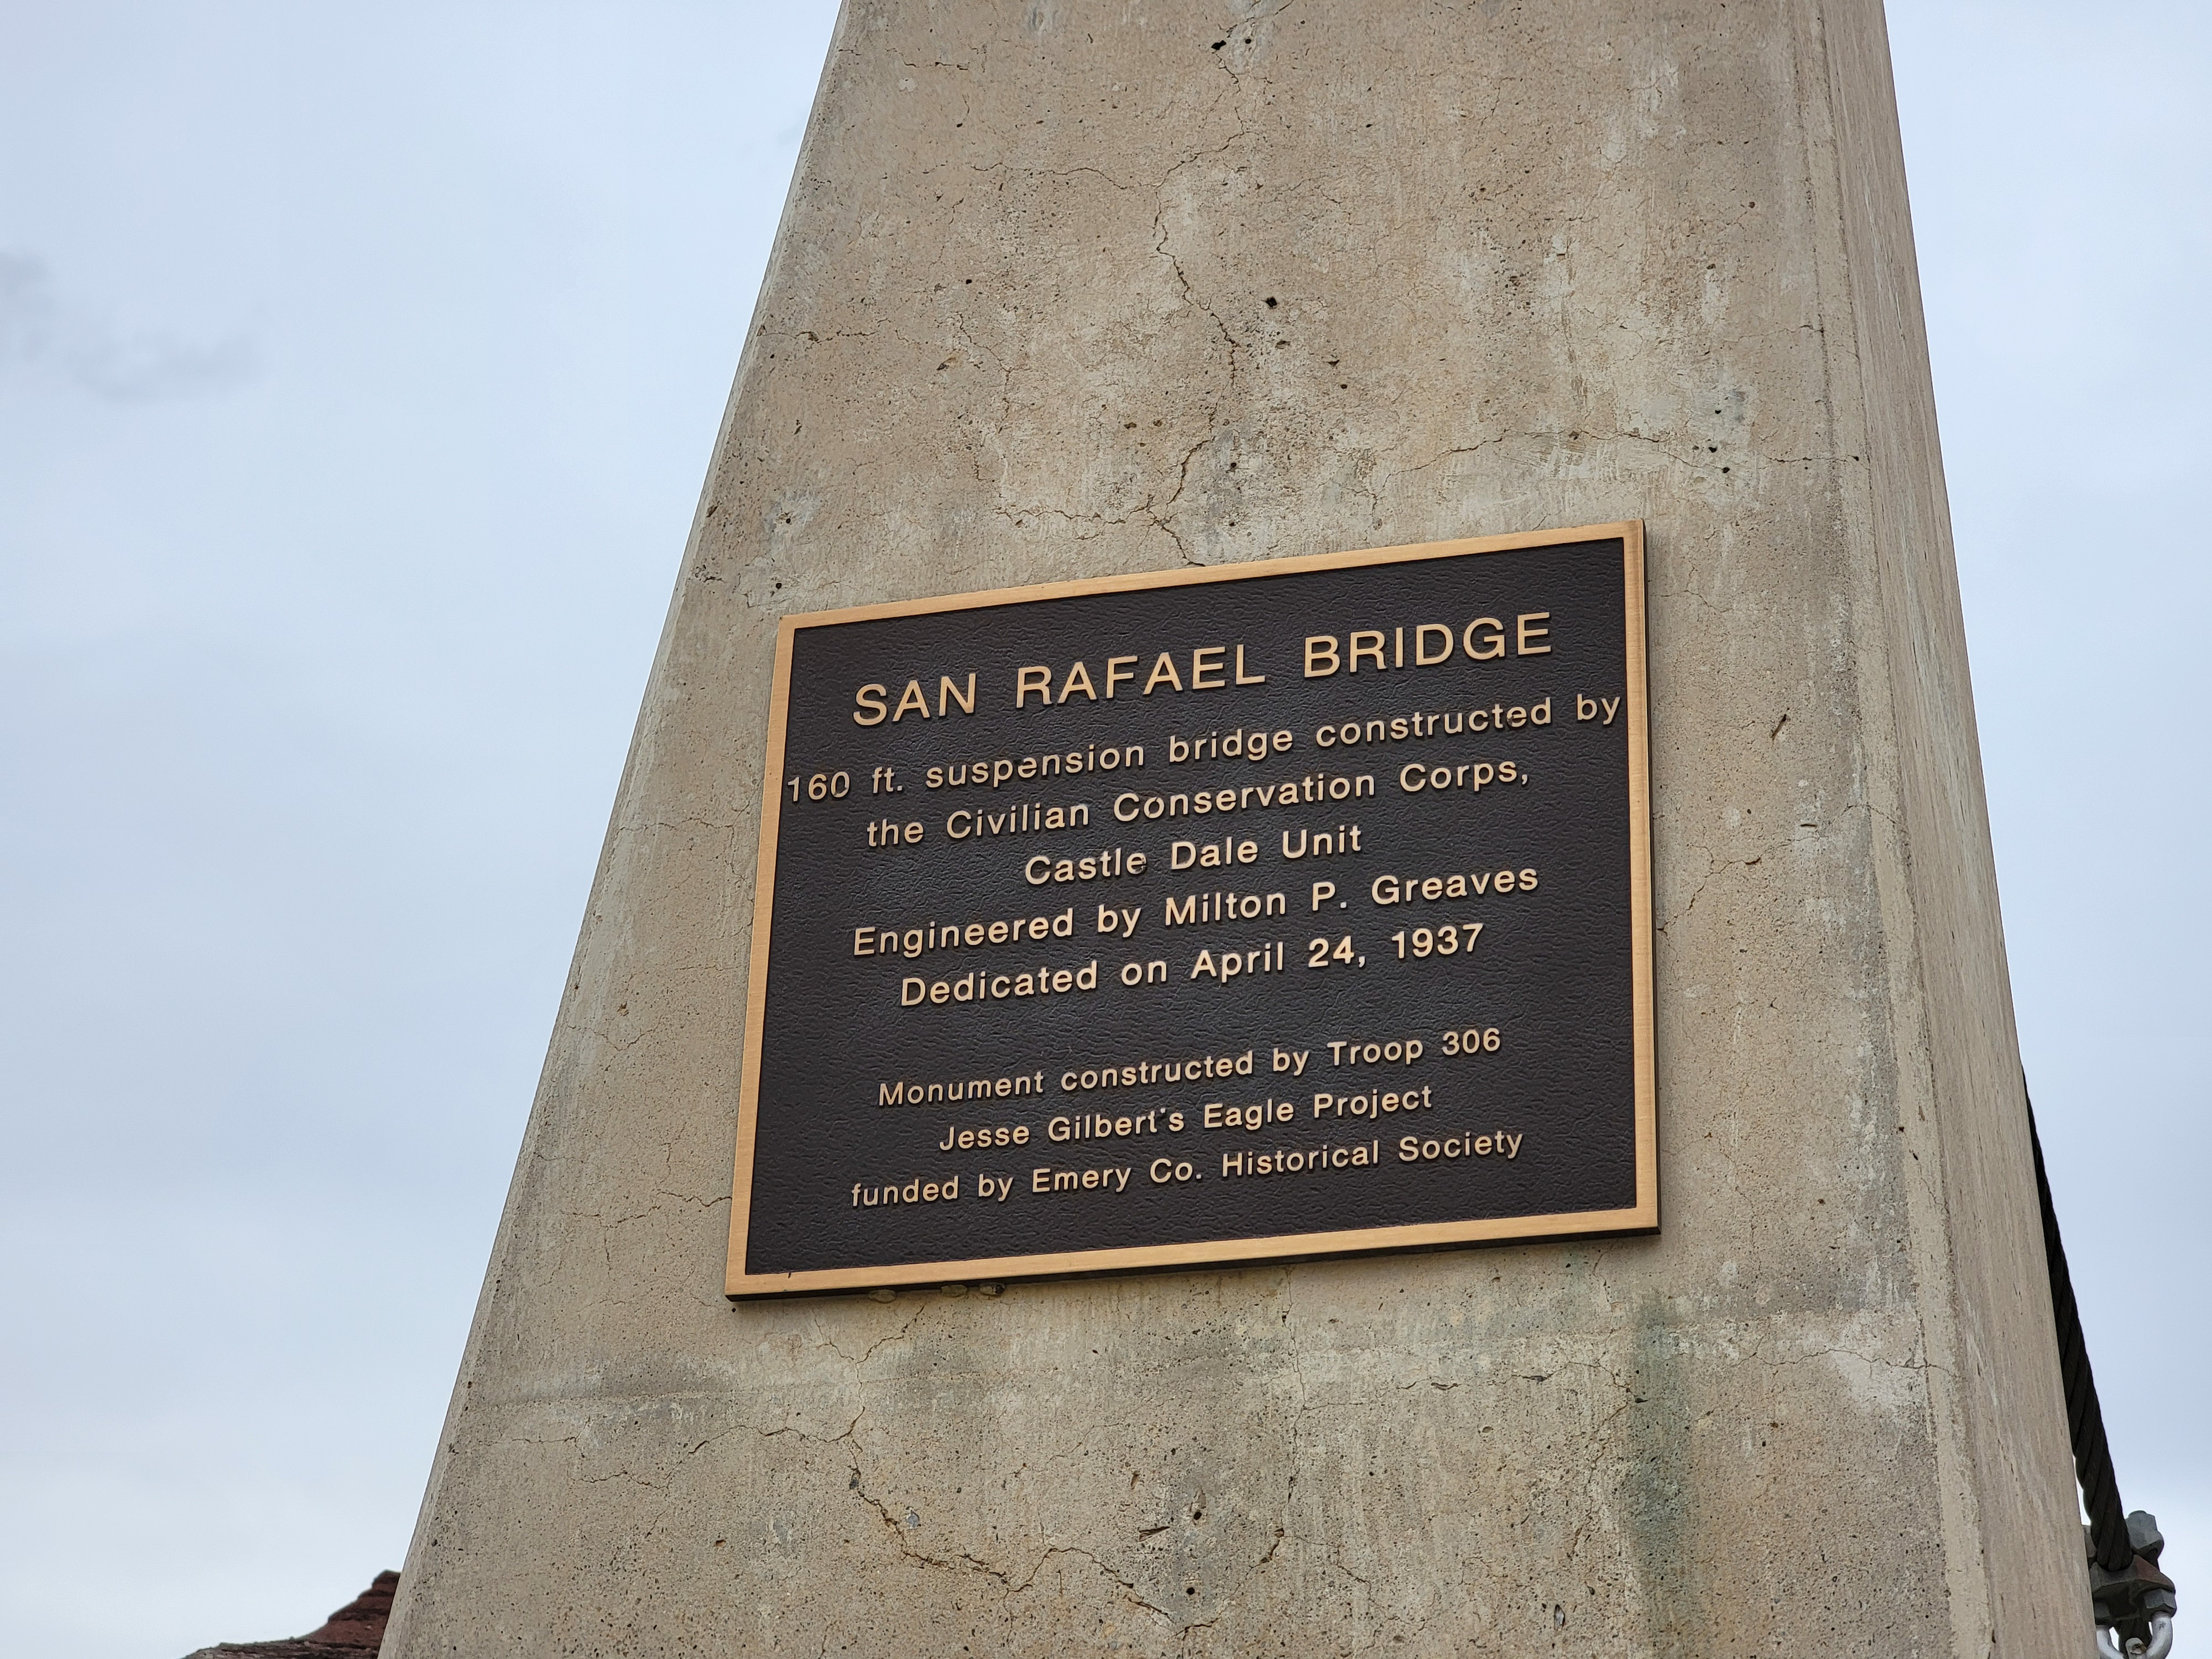 SAN RAFAEL BRIDGE
160 ft. suspension bridge constructed by
the Civilian Conservation Corps,
Castle Dale Unit
Engineered by Milton P. Greaves
Dedicated on April 24, 1937
Monument constructed by Troop 306
Jesse Gilbert's Eagle Project
funded by Emery Co. Historical Society